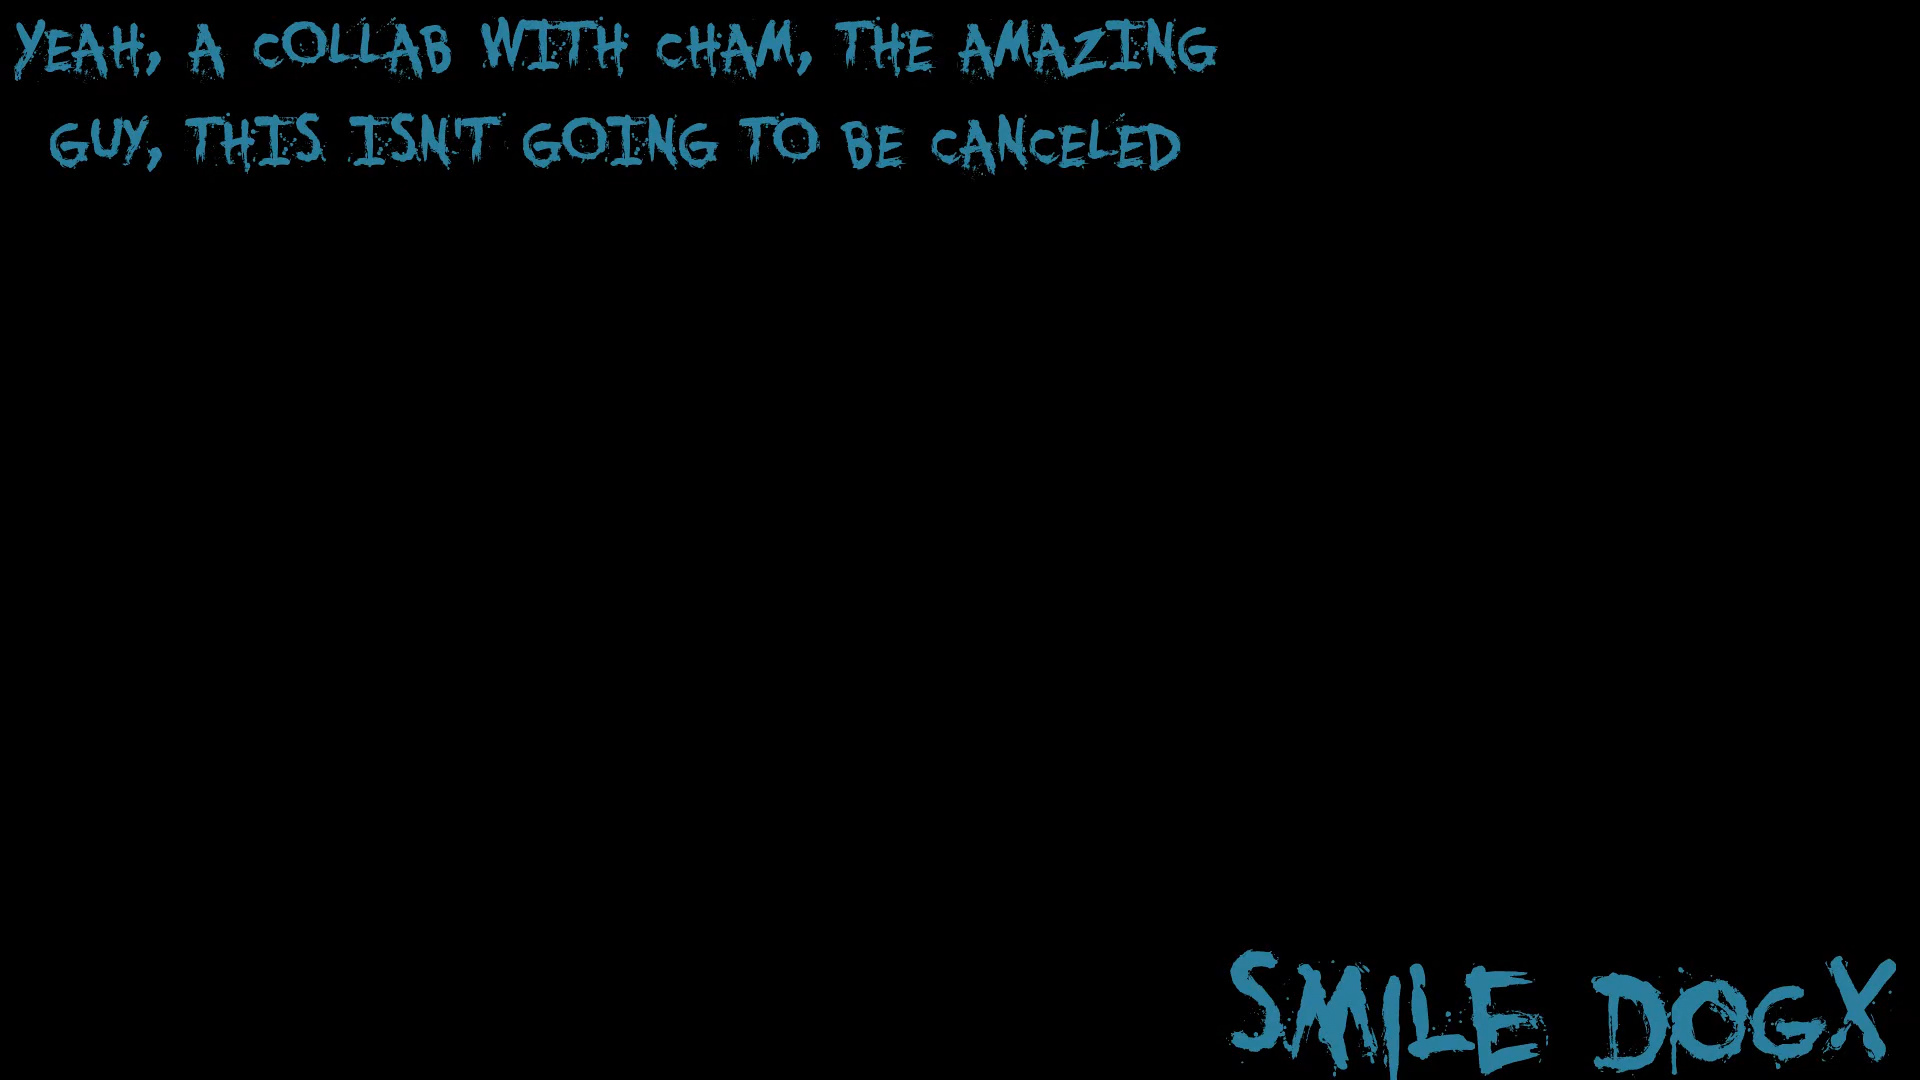 YEAH, A COLLAB WITH CHAM, THE AMAZING
GUY, THIS ISN'T GOING TO BE CANCELED
SMILE DOGX